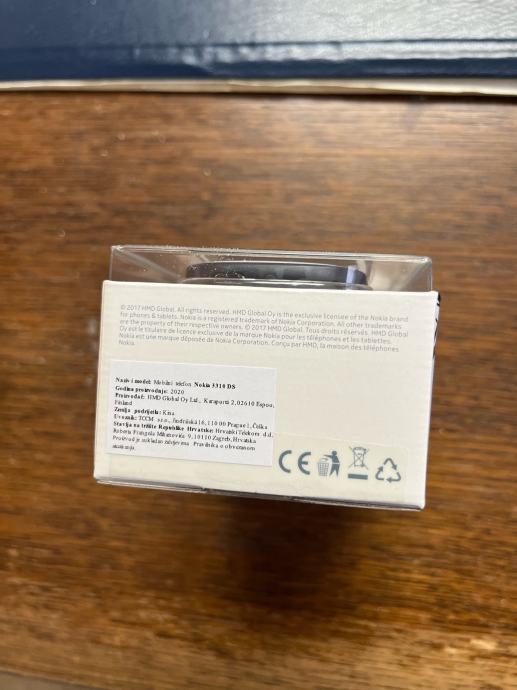 © 2017 HMD Global. All rights reserved. HMD Global Oy is the exclusive licensee of the Nokia brand
for phones & tablets. Nokia is a registered trademark of Nokia Corporation. All other trademarks
are the property of their respective owners. © 2017 HMD Global. Tous droits réservés. HMD Global
Oy est le titulaire de licence exclusive de la marque Nokia pour les téléphones et les tablettes.
Nokia est une marque déposée de Nokia Corporation. Conçu par HMD, la maison des téléphones
Nokia.
Naziv i model: Mobilni telefon Nokia 3310 DS
Godina proizvodnje: 2020
Proizvođač: HMD Global Oy Ltd., Karaportti 2, 02610 Espoo,
Finland
Zemlja podrijetla: Kina
Uvoznik: TCCM s.r.o., Jindřišská 16, 110 00 Prague 1, Češka
Stavlja na tržište Republike Hrvatske: Hrvatski Telekom d.d.,
Roberta Frangeša Mihanovića 9, 10110 Zagreb, Hrvatska
Proizvod je sukladan zahtjevima Pravilnika o obveznom
CE